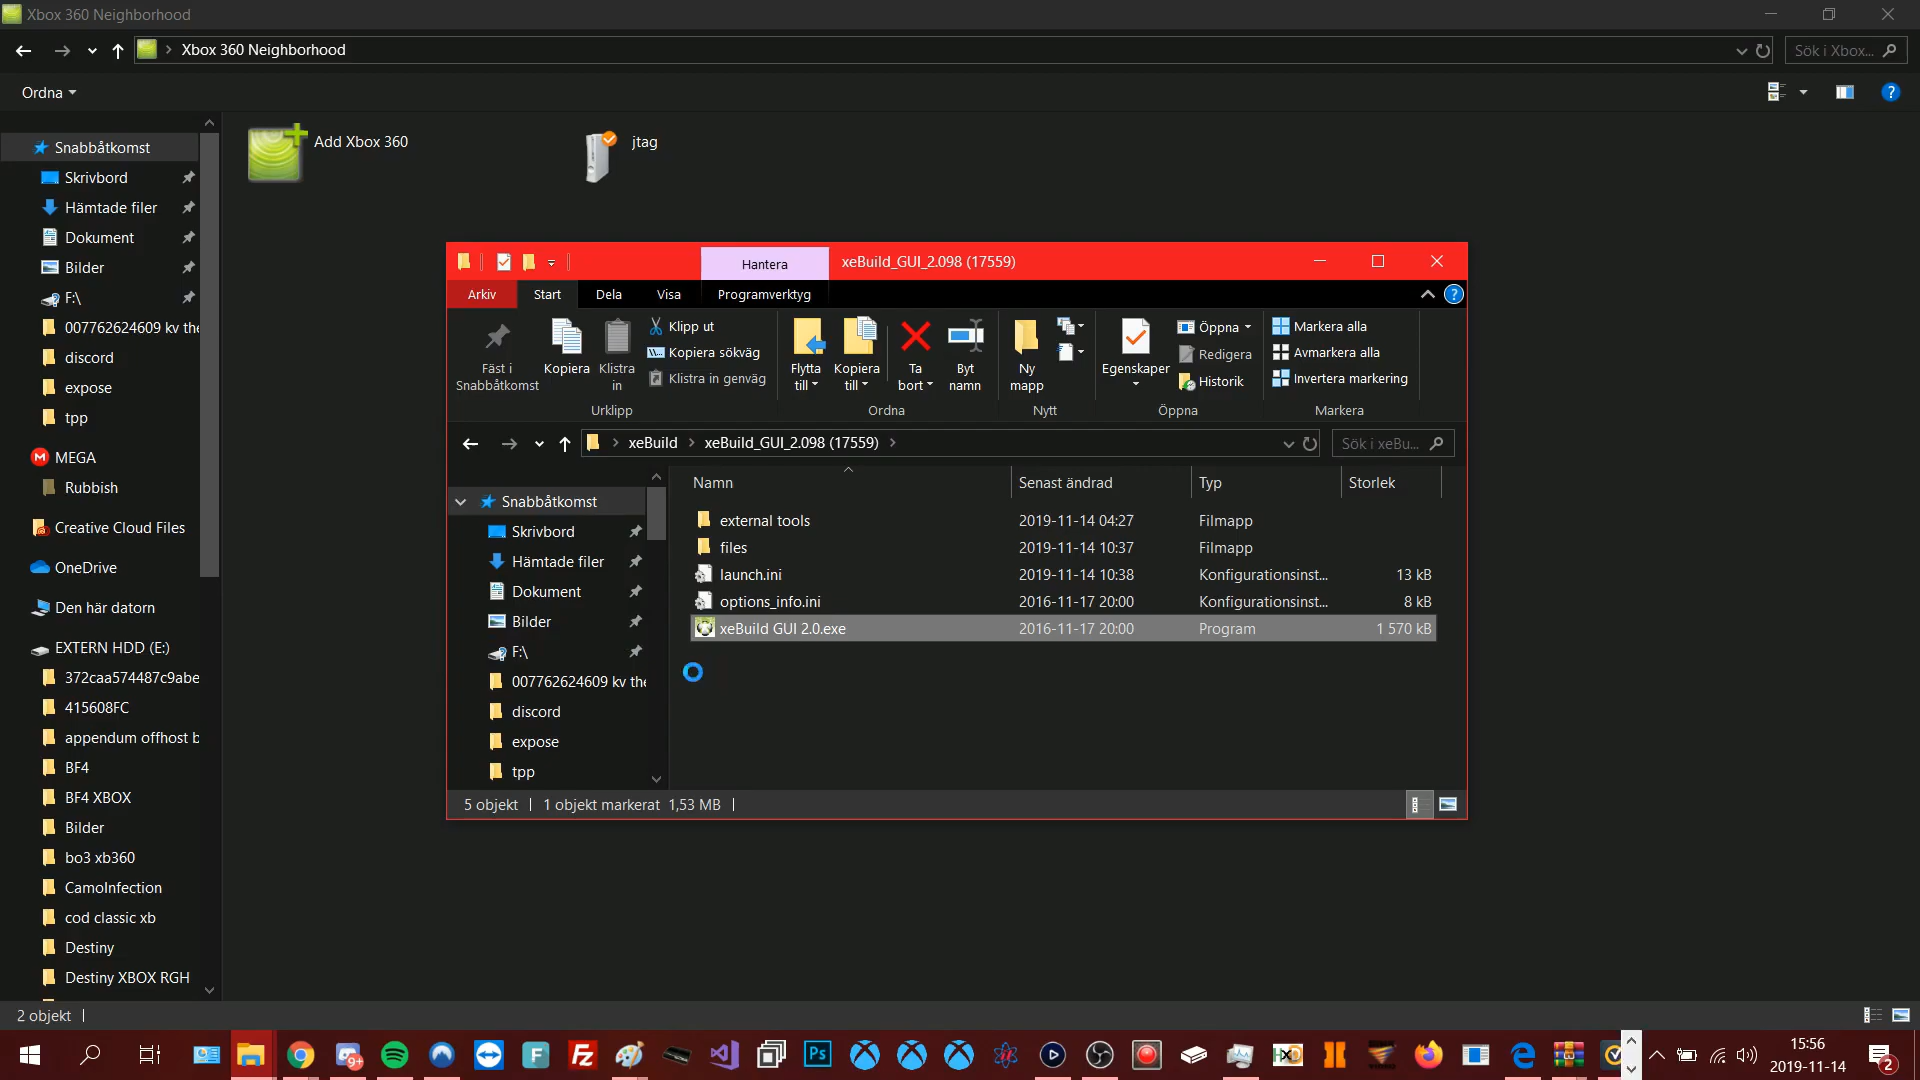 Xbox 360 Neighborhood
Xbox 360 Neighborhood
Sök i Xbox...
Ordna
Snabbåtkomst
Skrivbord
Hämtade filer
Dokument
Bilder
F:\
007762624609 kv the
discord
expose
tpp
MEGA
Rubbish
Creative Cloud Files
OneDrive
Den här datorn
EXTERN HDD (E:)
372caa574487c9abe
415608FC
appendum offhost b
BF4
BF4 XBOX
Bilder
bo3 xb360
CamoInfection
cod classic xb
Destiny
Destiny XBOX RGH
Add Xbox 360
jtag
Hantera
xeBuild_GUI_2.098 (17559)
Arkiv
Start
Dela
Visa
Programverktyg
Fäst i
Snabbåtkomst
Kopiera
Klistra
in
Klipp ut
Kopiera sökväg
Klistra in genväg
Urklipp
Flytta
till
Kopiera
till
Ta
bort
Byt
namn
Ordna
Ny
mapp
Nytt
Egenskaper
Öppna
Redigera
Historik
Öppna
Markera alla
Avmarkera alla
Invertera markering
Markera
xeBuild
xeBuild_GUI_2.098 (17559)
Sök i xeBu...
Snabbåtkomst
Skrivbord
Hämtade filer
Dokument
Bilder
F:\
007762624609 kv the
discord
expose
tpp
Namn Senast ändrad Typ Storlek
external tools 2019-11-14 04:27 Filmapp
files 2019-11-14 10:37 Filmapp
launch.ini 2019-11-14 10:38 Konfigurationsinst... 13 kB
options_info.ini 2016-11-17 20:00 Konfigurationsinst... 8 kB
xeBuild GUI 2.0.exe 2016-11-17 20:00 Program 1 570 kB
5 objekt 1 objekt markerat 1,53 MB
2 objekt
9+
F
Fz
Ps
HXD
15:56
2019-11-14
2